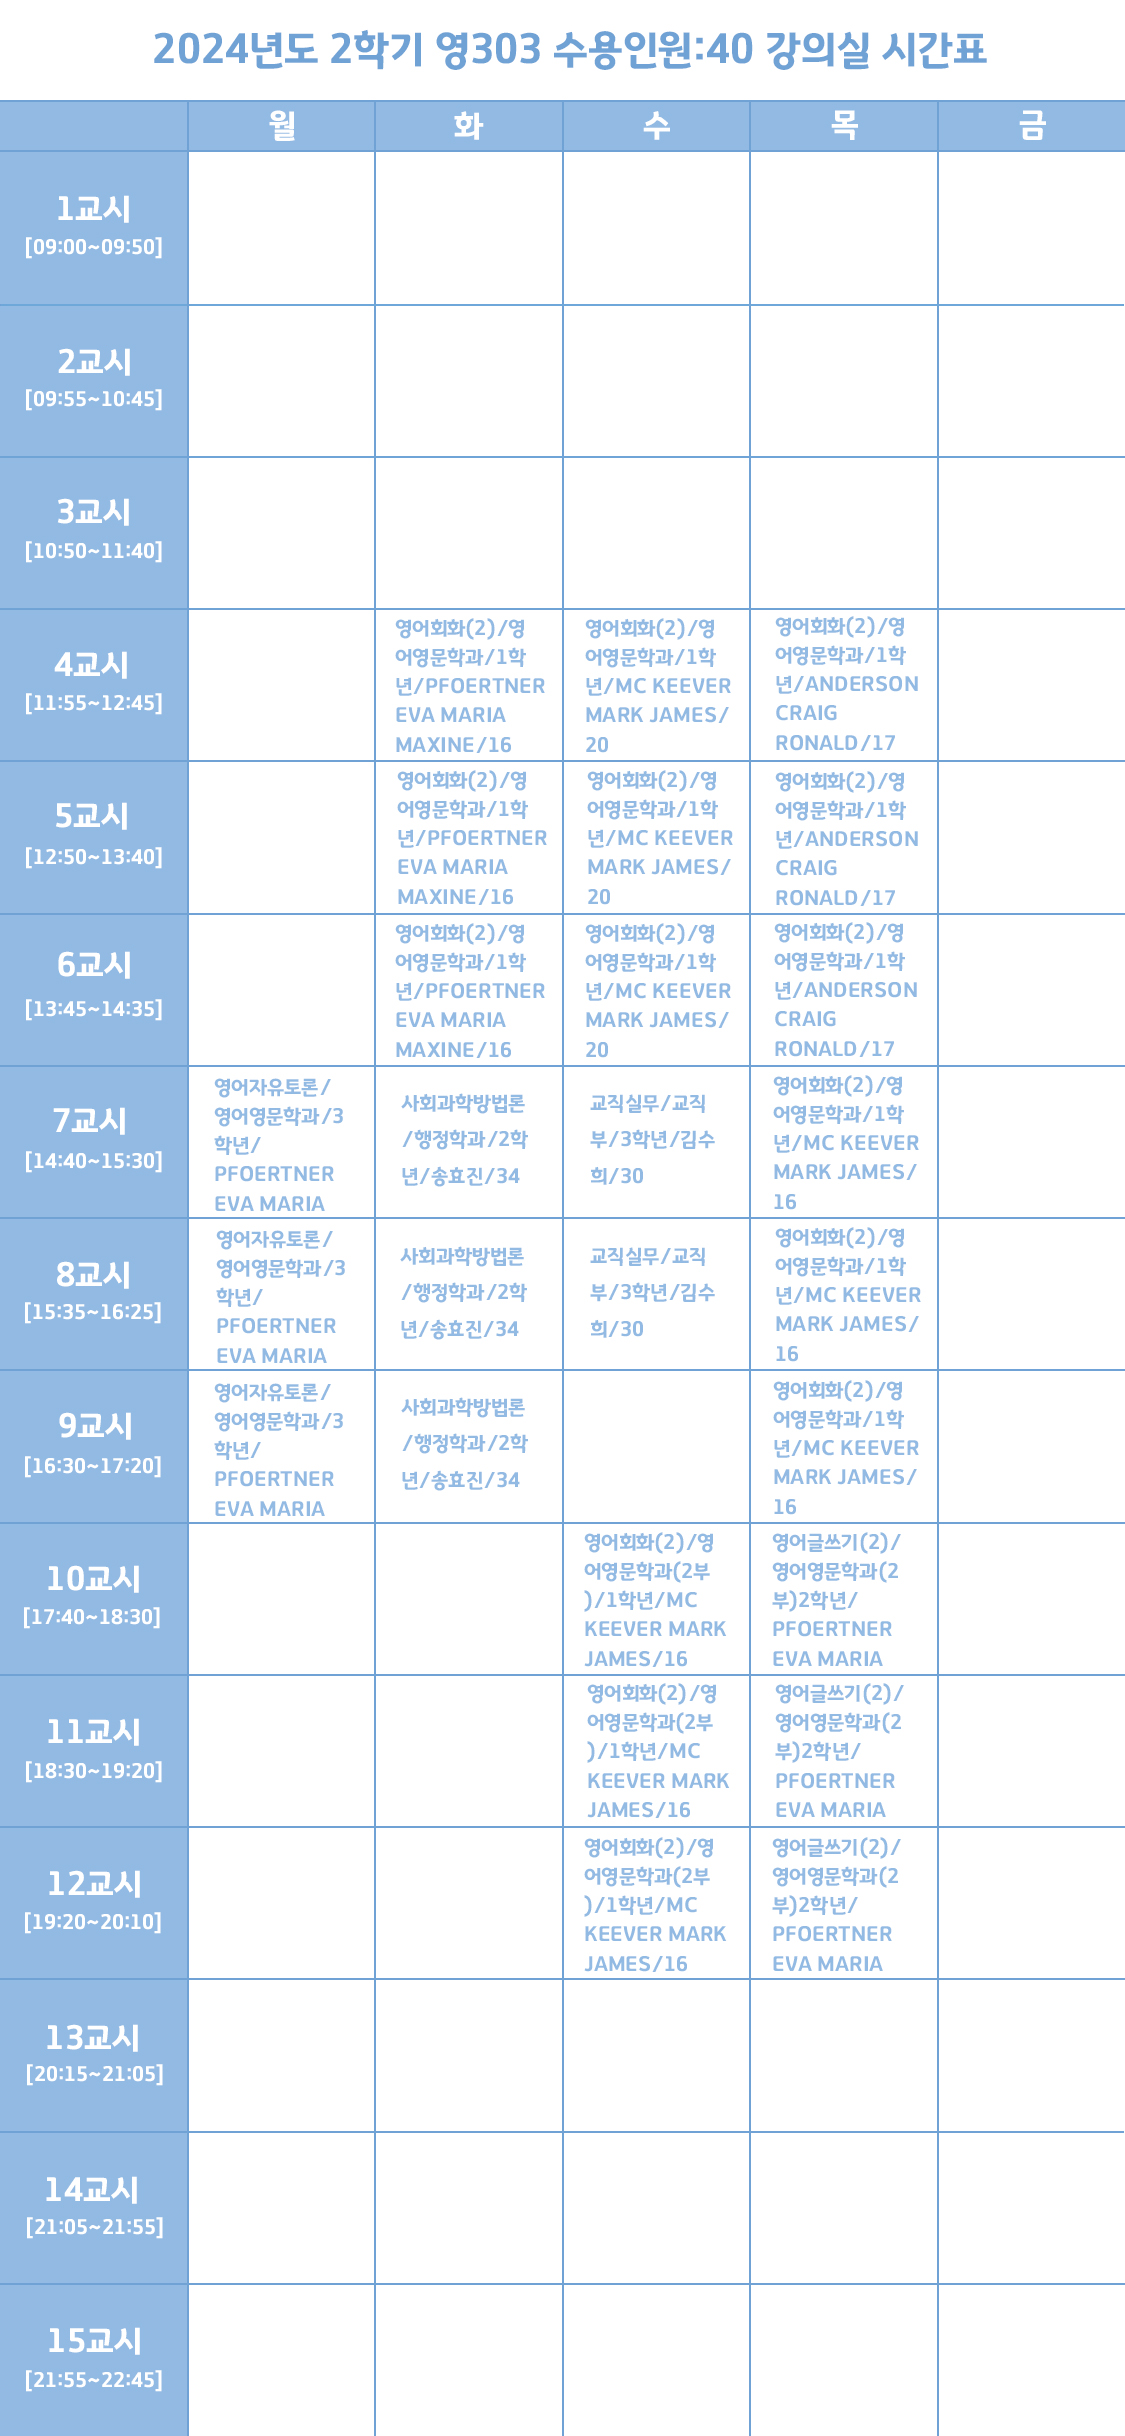 2024년도 2학기 영303 수용인원:40 강의실 시간표
월 화 수 목 금
1교시
[09:00~09:50]
2교시
[09:55~10:45]
3교시
[10:50~11:40]
4교시
[11:55~12:45]
영어회화(2)/영
어영문학과/1학
년/PFOERTNER
EVA MARIA
MAXINE/16
영어회화(2)/영
어영문학과/1학
년/MC KEEVER
MARK JAMES/
20
영어회화(2)/영
어영문학과/1학
년/ANDERSON
CRAIG
RONALD/17
5교시
[12:50~13:40]
영어회화(2)/영
어영문학과/1학
년/PFOERTNER
EVA MARIA
MAXINE/16
영어회화(2)/영
어영문학과/1학
년/MC KEEVER
MARK JAMES/
20
영어회화(2)/영
어영문학과/1학
년/ANDERSON
CRAIG
RONALD/17
6교시
[13:45~14:35]
영어회화(2)/영
어영문학과/1학
년/PFOERTNER
EVA MARIA
MAXINE/16
영어회화(2)/영
어영문학과/1학
년/MC KEEVER
MARK JAMES/
20
영어회화(2)/영
어영문학과/1학
년/ANDERSON
CRAIG
RONALD/17
7교시
[14:40~15:30]
영어자유토론/
영어영문학과/3
학년/
PFOERTNER
EVA MARIA
사회과학방법론
/행정학과/2학
년/송효진/34
교직실무/교직
부/3학년/김수
희/30
영어회화(2)/영
어영문학과/1학
년/MC KEEVER
MARK JAMES/
16
8교시
[15:35~16:25]
영어자유토론/
영어영문학과/3
학년/
PFOERTNER
EVA MARIA
사회과학방법론
/행정학과/2학
년/송효진/34
교직실무/교직
부/3학년/김수
희/30
영어회화(2)/영
어영문학과/1학
년/MC KEEVER
MARK JAMES/
16
9교시
[16:30~17:20]
영어자유토론/
영어영문학과/3
학년/
PFOERTNER
EVA MARIA
사회과학방법론
/행정학과/2학
년/송효진/34
영어회화(2)/영
어영문학과/1학
년/MC KEEVER
MARK JAMES/
16
10교시
[17:40~18:30]
영어회화(2)/영
어영문학과(2부
)/1학년/MC
KEEVER MARK
JAMES/16
영어글쓰기(2)/
영어영문학과(2
부)2학년/
PFOERTNER
EVA MARIA
11교시
[18:30~19:20]
영어회화(2)/영
어영문학과(2부
)/1학년/MC
KEEVER MARK
JAMES/16
영어글쓰기(2)/
영어영문학과(2
부)2학년/
PFOERTNER
EVA MARIA
12교시
[19:20~20:10]
영어회화(2)/영
어영문학과(2부
)/1학년/MC
KEEVER MARK
JAMES/16
영어글쓰기(2)/
영어영문학과(2
부)2학년/
PFOERTNER
EVA MARIA
13교시
[20:15~21:05]
14교시
[21:05~21:55]
15교시
[21:55~22:45]